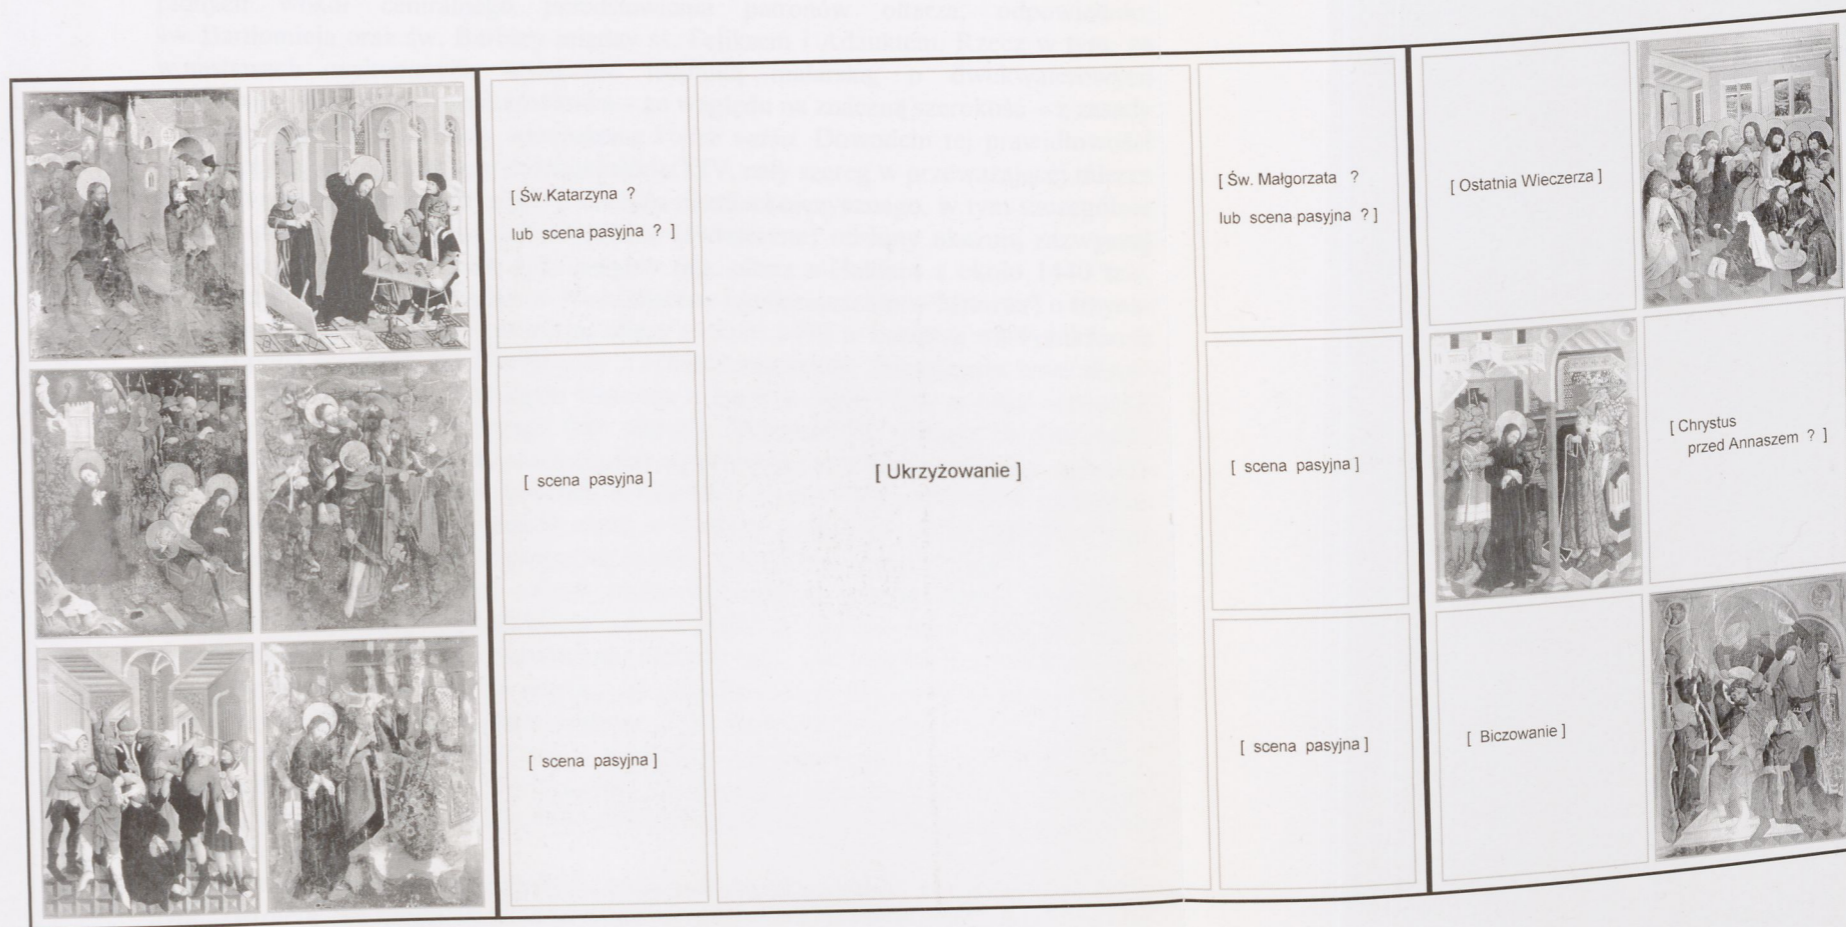 [ Św.Katarzyna ?
lub scena pasyjna ? ]
[ scena pasyjna ]
[ scena pasyjna ]
[ Ukrzyżowanie ]
[ Św. Małgorzata ?
lub scena pasyjna ? ]
[ scena pasyjna ]
[ scena pasyjna ]
[ Ostatnia Wieczerza ]
[ Chrystus
przed Annaszem ? ]
[ Biczowanie ]